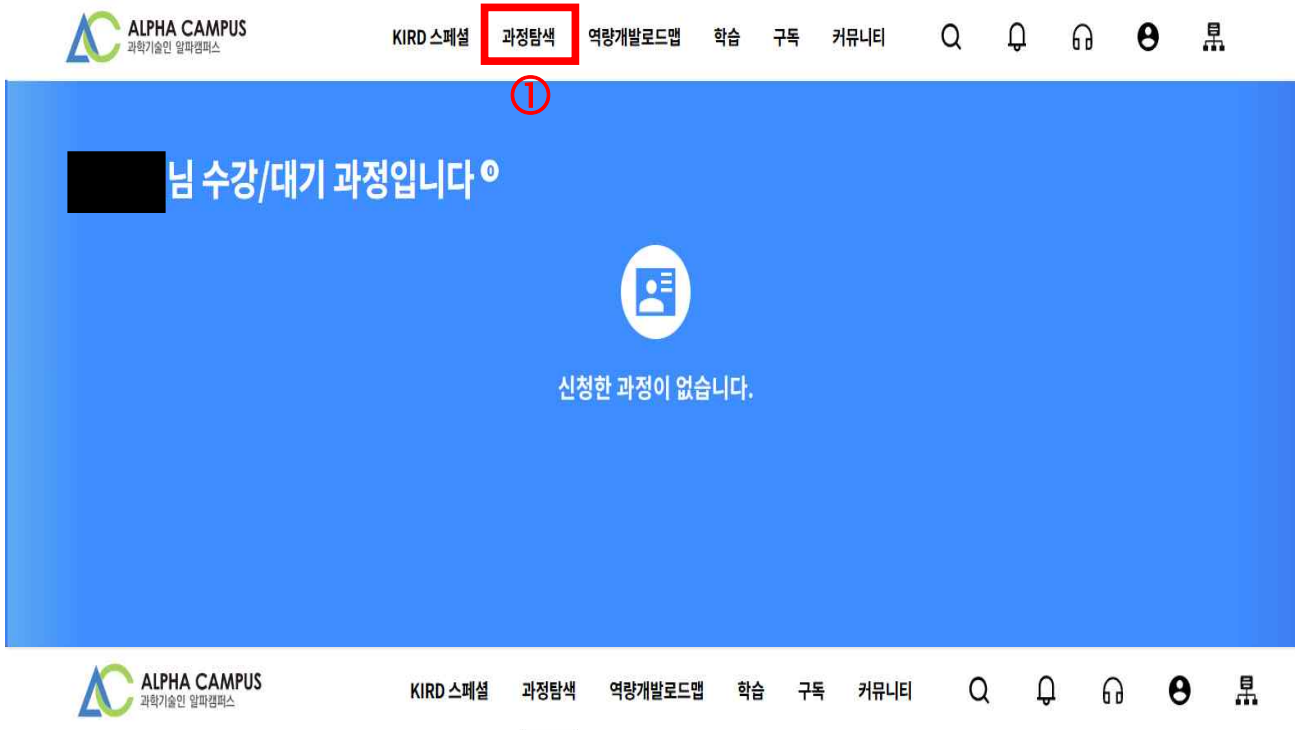 ALPHA CAMPUS
과학기술인 알파캠퍼스
KIRD 스페셜 과정탐색 역량개발로드맵 학습 구독 커뮤니티
①
님 수강/대기 과정입니다 0
신청한 과정이 없습니다.
ALPHA CAMPUS
과학기술인 알파캠퍼스
KIRD 스페셜 과정탐색 역량개발로드맵 학습 구독 커뮤니티